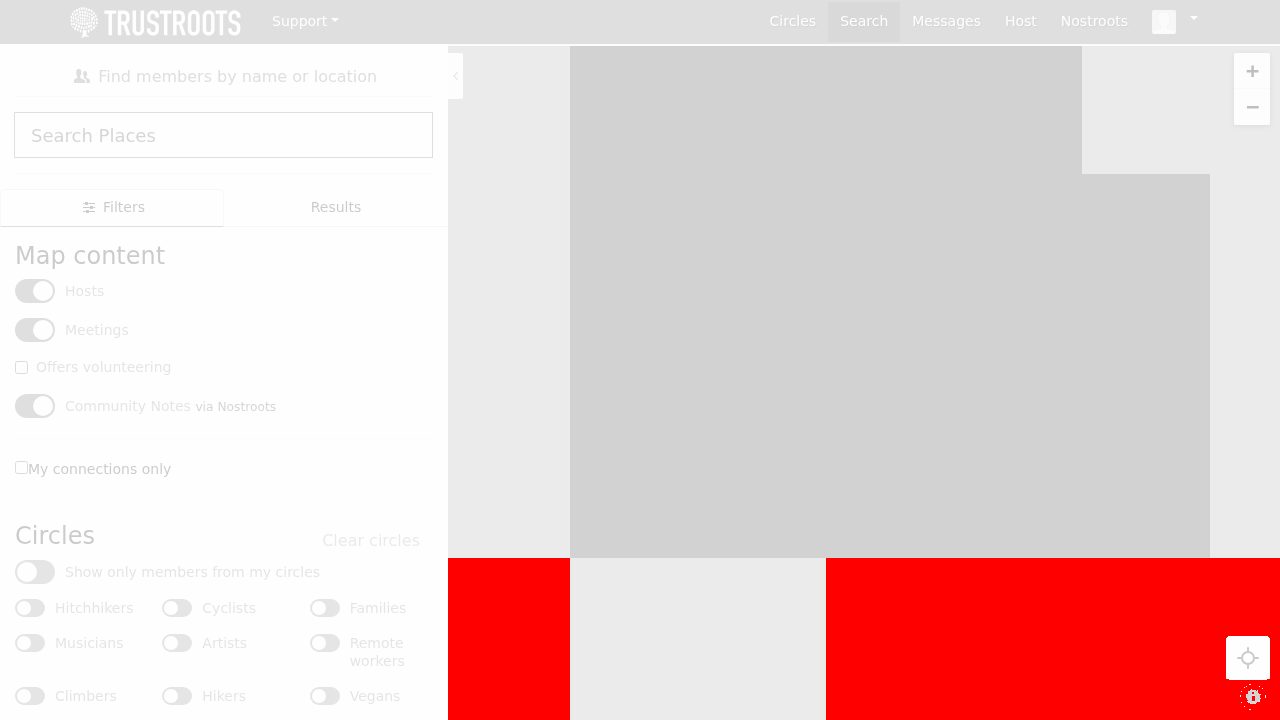 TRUSTROOTS Support Circles Search Messages Host Nostroots
Find members by name or location
Search Places
Filters Results
Map content
Hosts
Meetings
Offers volunteering
Community Notes via Nostroots
My connections only
Circles Clear circles
Show only members from my circles
Hitchhikers Cyclists Families
Musicians Artists Remote workers
Climbers Hikers Vegans